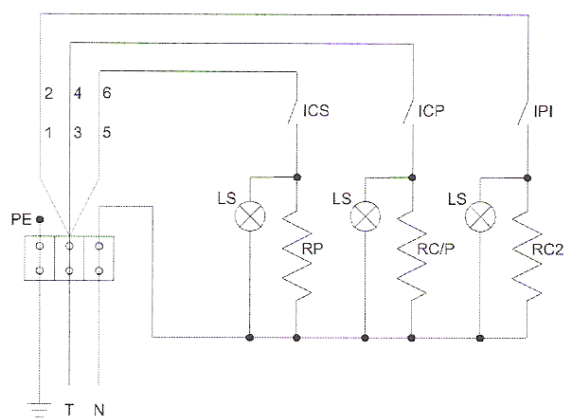 2 4 6
ICS ICP IPI
1 3 5
LS LS LS
PE
RP RC/P RC2
T N